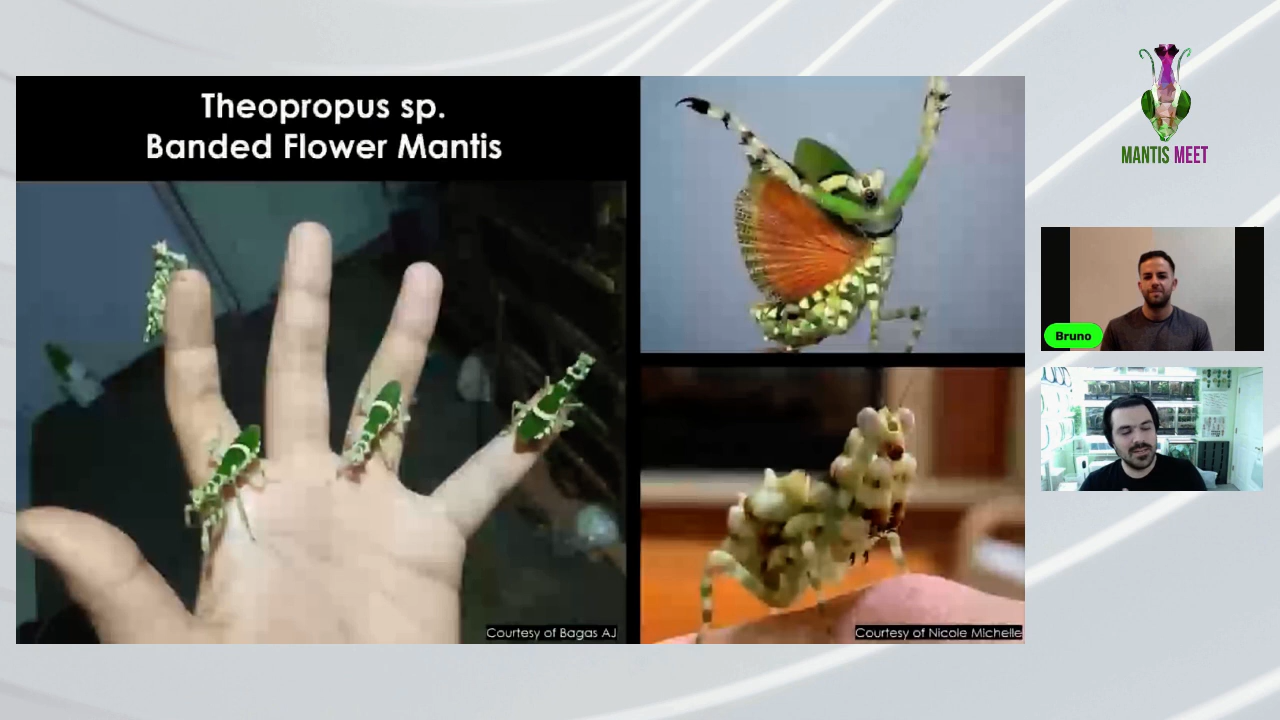 Theopropus sp.
Banded Flower Mantis
Courtesy of Bagas AJ
Courtesy of Nicole Michelle
MANTIS MEET
Bruno